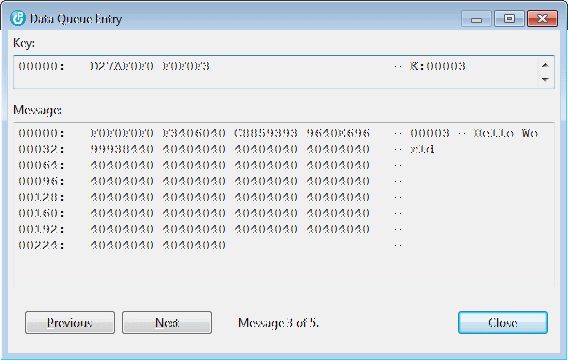 Data Queue Entry
Key:
00000: D27AF0F0 F0F0F3 - K:00003
Message:
00000: F0F0F0F0 F3406040 C8859393 9640E696 - 00003 - Hello Wo
00032: 99938440 40404040 40404040 40404040 - rld
00064: 40404040 40404040 40404040 40404040 -
00096: 40404040 40404040 40404040 40404040 -
00128: 40404040 40404040 40404040 40404040 -
00160: 40404040 40404040 40404040 40404040 -
00192: 40404040 40404040 40404040 40404040 -
00224: 40404040 40404040 -
Previous Next Message 3 of 5. Close